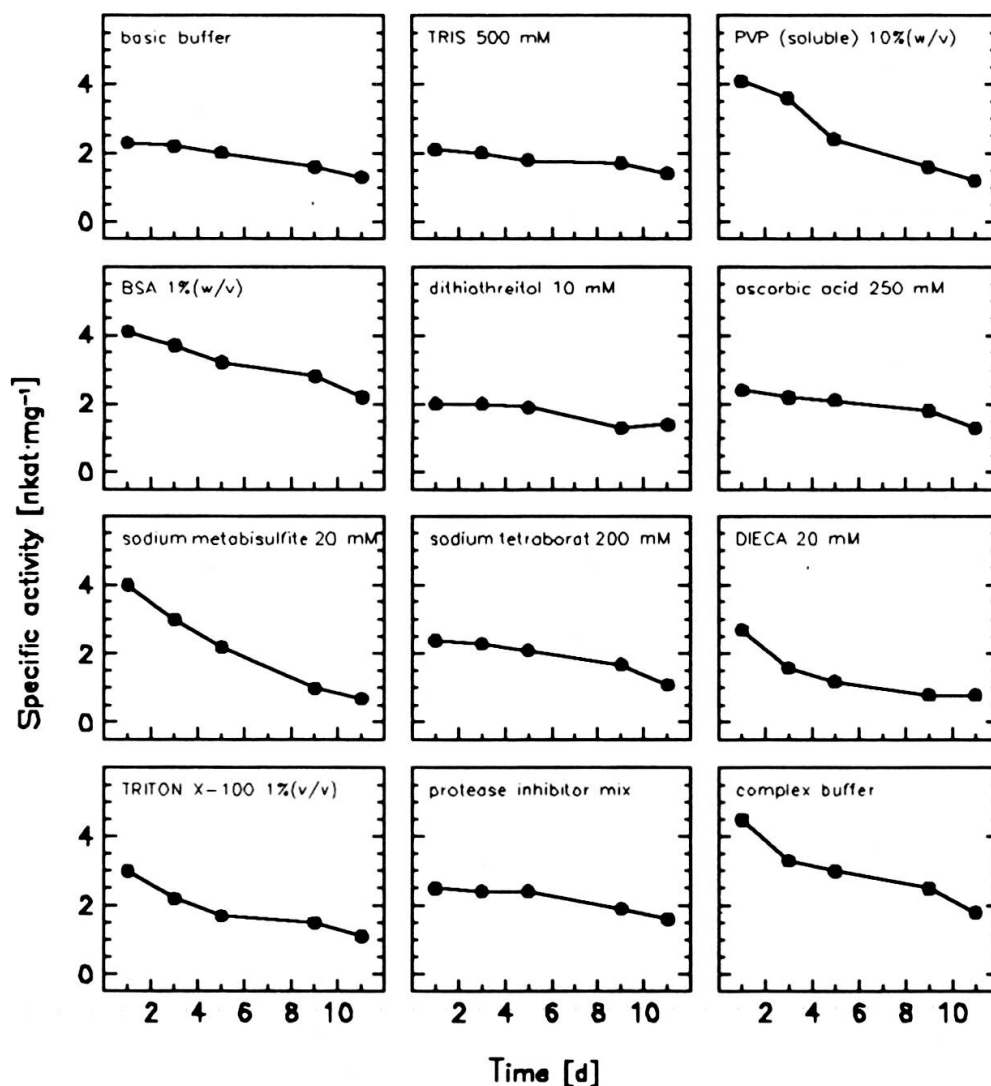 basic buffer
TRIS 500 mM
PVP (soluble) 10%(w/v)
4
2
0
BSA 1%(w/v)
dithiothreitol 10 mM
ascorbic acid 250 mM
4
2
0
sodium metabisulfite 20 mM
sodium tetraborat 200 mM
DIECA 20 mM
4
2
0
TRITON X-100 1%(v/v)
protease inhibitor mix
complex buffer
4
2
0
2 4 6 8 10
2 4 6 8 10
2 4 6 8 10
Specific activity [nkat·mg⁻¹]
Time [d]